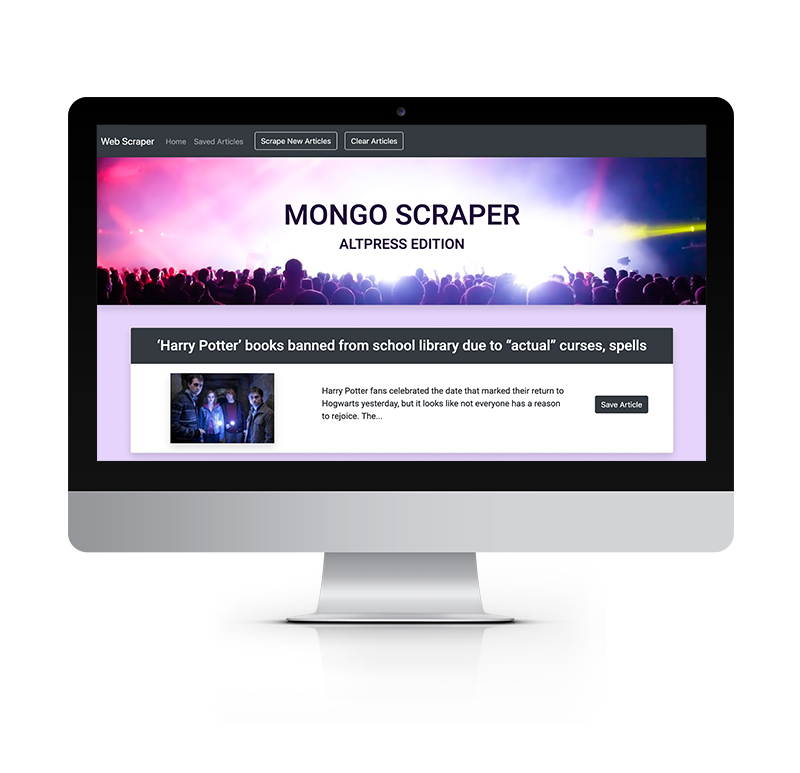 Web Scraper Home Saved Articles Scrape New Articles Clear Articles
MONGO SCRAPER
ALTPRESS EDITION
‘Harry Potter’ books banned from school library due to “actual” curses, spells
Harry Potter fans celebrated the date that marked their return to
Hogwarts yesterday, but it looks like not everyone has a reason
to rejoice. The...
Save Article